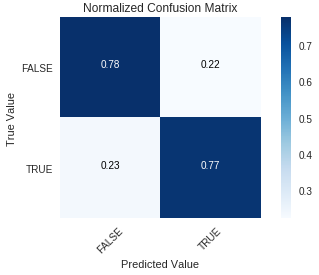 Normalized Confusion Matrix
True Value
FALSE
0.78
0.22
TRUE
0.23
0.77
FALSE
TRUE
Predicted Value
0.7
0.6
0.5
0.4
0.3